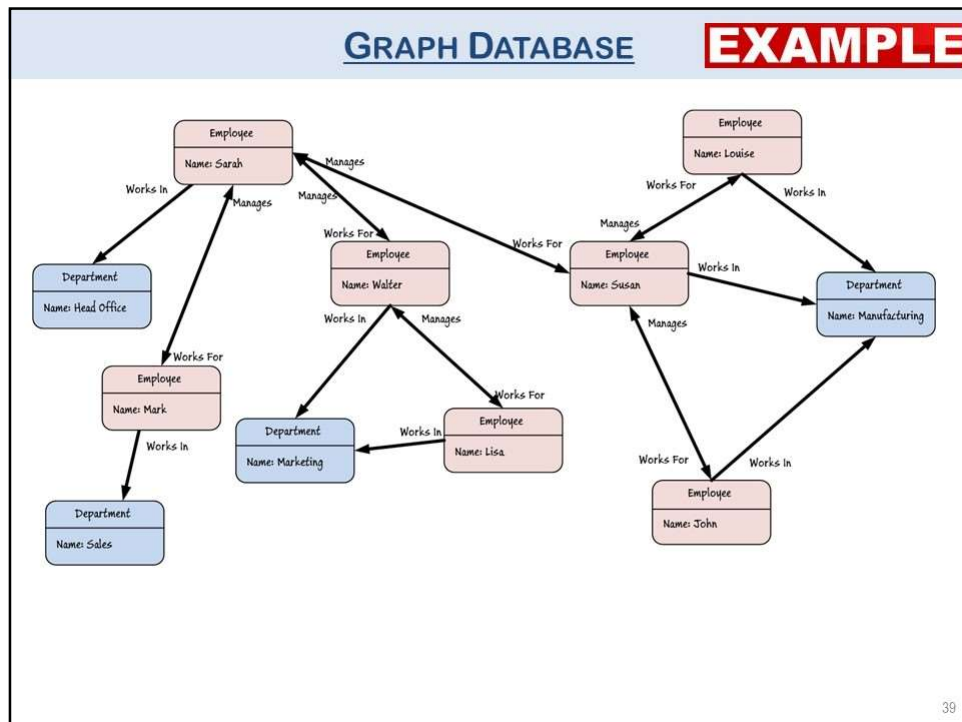 GRAPH DATABASE
EXAMPLE
Employee
Name: Sarah
Manages
Works In
Manages
Manages
Employee
Name: Louise
Works For
Works In
Manages
Works For
Works For
Department
Name: Head Office
Employee
Name: Walter
Employee
Name: Susan
Works In
Department
Name: Manufacturing
Works In
Manages
Manages
Works For
Employee
Name: Mark
Works In
Works For
Department
Name: Marketing
Works In
Employee
Name: Lisa
Works For
Works In
Department
Name: Sales
Employee
Name: John
39